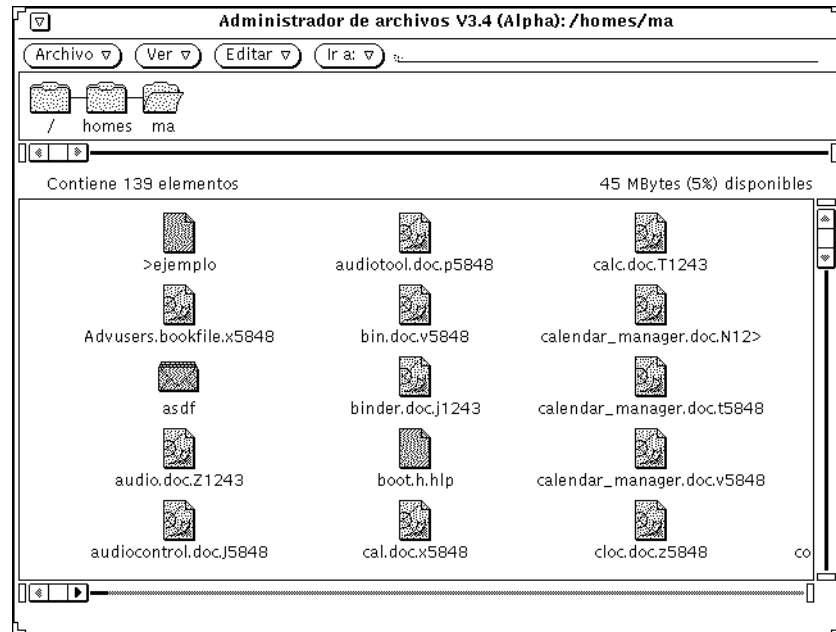 Administrador de archivos V3.4 (Alpha): /homes/ma
Archivo Ver Editar Ir a:
/ homes ma
Contiene 139 elementos 45 MBytes (5%) disponibles
>ejemplo audiotool.doc.p5848 calc.doc.T1243
Advusers.bookfile.x5848 bin.doc.v5848 calendar_manager.doc.N12>
asdf binder.doc.j1243 calendar_manager.doc.t5848
audio.doc.Z1243 boot.h.hlp calendar_manager.doc.v5848
audiocontrol.doc.J5848 cal.doc.x5848 cloc.doc.z5848 co